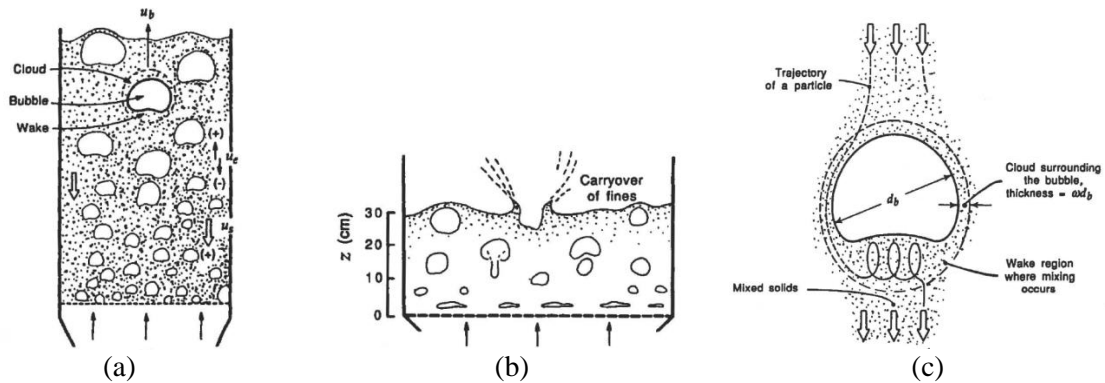 u_b
Cloud
Bubble
Wake
(+)
u_e
(-)
u_s
(+)
(a)
Carryover
of fines
z (cm)
30
20
10
0
(b)
Trajectory
of a particle
d_b
Cloud surrounding
the bubble,
thickness = αd_b
Wake region
where mixing
occurs
Mixed solids
(c)